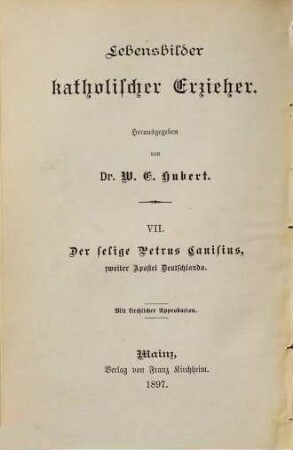 Lebensbilder
katholischer Erzieher.
Herausgegeben
von
Dr. W. E. Hubert.
VII.
Der selige Petrus Canisius,
zweiter Apostel Deutschlands.
Mit kirchlicher Approbation.
Mainz,
Verlag von Franz Kirchheim.
1897.